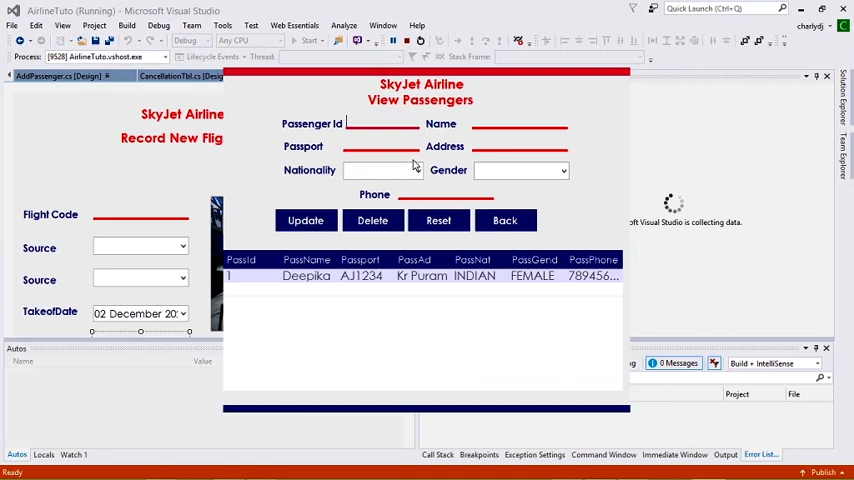 AirlineTuto (Running) - Microsoft Visual Studio
Quick Launch (Ctrl+Q)
File Edit View Project Build Debug Team Tools Test Web Essentials Analyze Window Help
charlydj
Debug Any CPU Start
Process: [9528] AirlineTuto.vshost.exe Lifecycle Events Thread: Stack Frame:
AddPassenger.cs [Design] CancellationTbl.cs [Design]
SkyJet Airline
View Passengers
SkyJet Airline
Record New Flig
Passenger Id Name
Passport Address
Nationality Gender
Phone
Update Delete Reset Back
Flight Code
Source
Source
TakeofDate 02 December 202
PassId PassName Passport PassAd PassNat PassGend PassPhone
1 Deepika AJ1234 Kr Puram INDIAN FEMALE 789456...
soft Visual Studio is collecting data.
Solution Explorer
Team Explorer
Autos
Name Value
0 Messages Build + IntelliSense
Project File
Autos Locals Watch 1
Call Stack Breakpoints Exception Settings Command Window Immediate Window Output Error List...
Ready
Publish